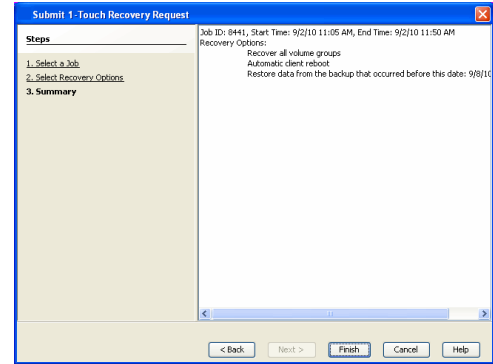 Submit 1-Touch Recovery Request
Steps
1. Select a Job
2. Select Recovery Options
3. Summary
Job ID: 8441, Start Time: 9/2/10 11:05 AM, End Time: 9/2/10 11:50 AM
Recovery Options:
Recover all volume groups
Automatic client reboot
Restore data from the backup that occurred before this date: 9/8/10
< Back
Next >
Finish
Cancel
Help